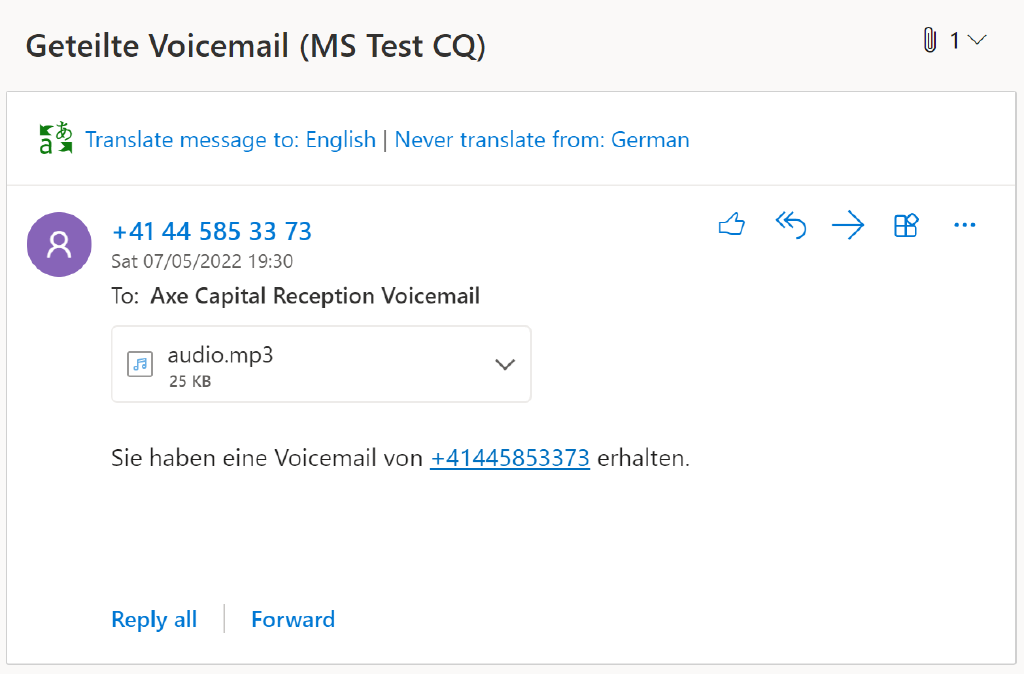 Geteilte Voicemail (MS Test CQ)
1
Translate message to: English | Never translate from: German
+41 44 585 33 73
Sat 07/05/2022 19:30
To: Axe Capital Reception Voicemail
audio.mp3
25 KB
Sie haben eine Voicemail von +41445853373 erhalten.
Reply all | Forward